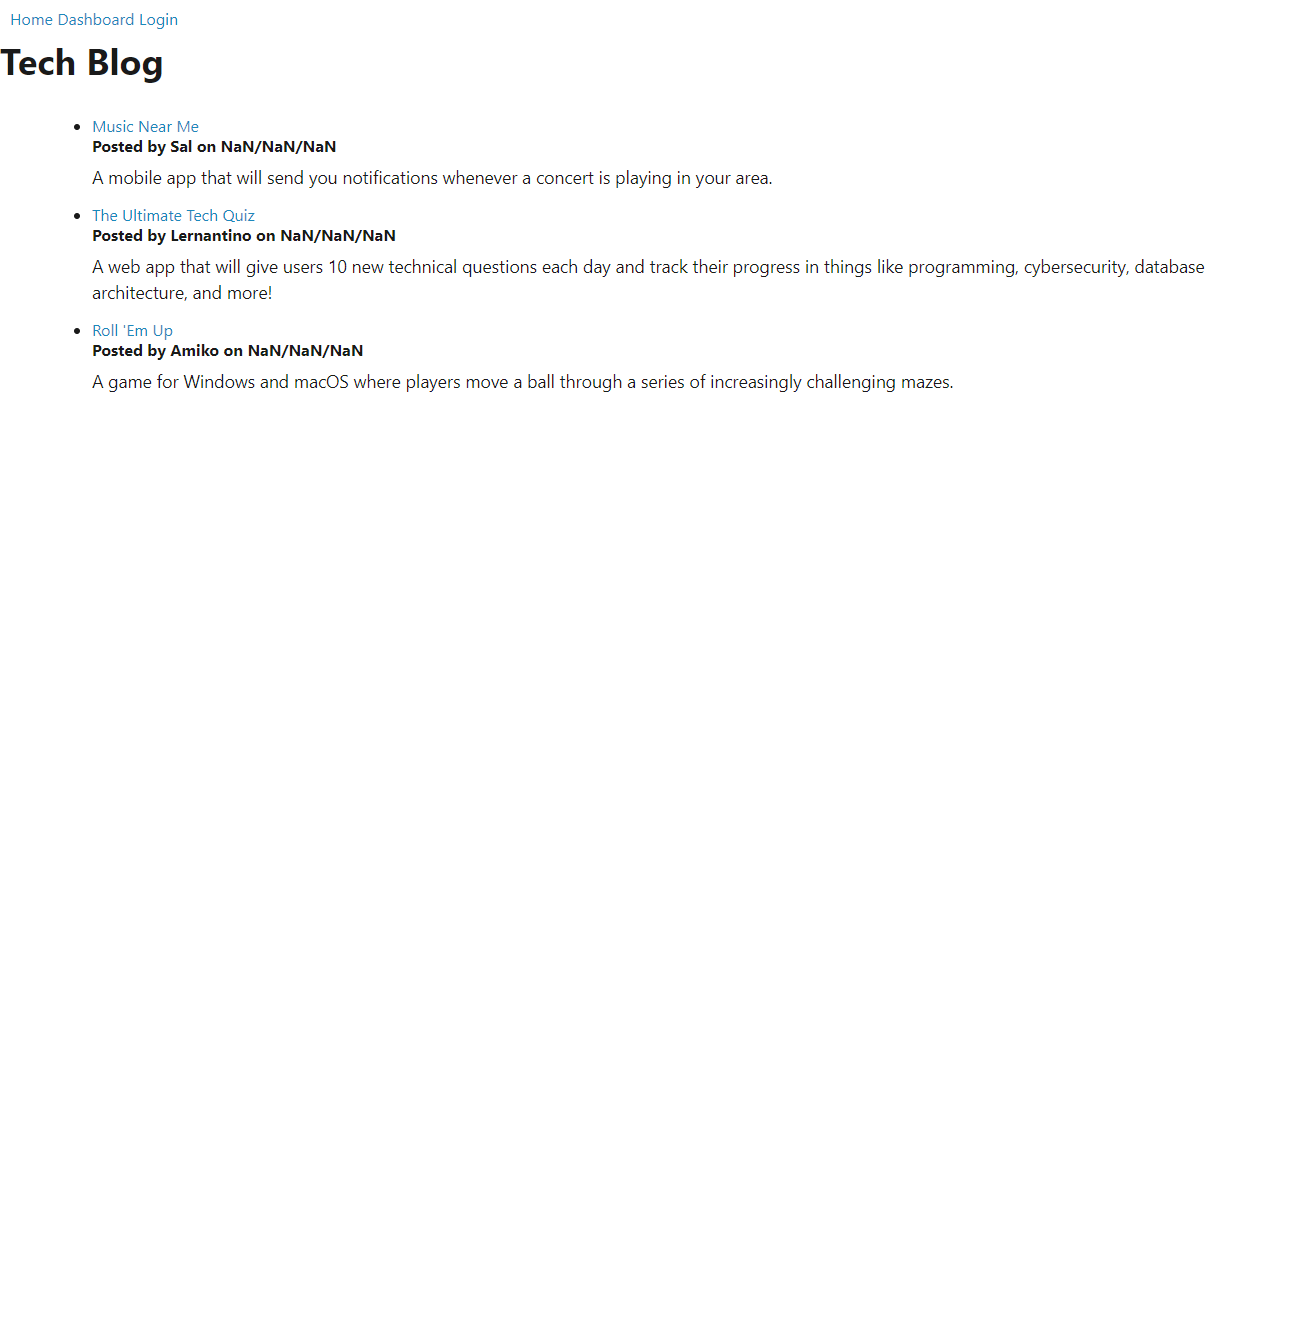 Home Dashboard Login
Tech Blog
Music Near Me
Posted by Sal on NaN/NaN/NaN
A mobile app that will send you notifications whenever a concert is playing in your area.
The Ultimate Tech Quiz
Posted by Lernantino on NaN/NaN/NaN
A web app that will give users 10 new technical questions each day and track their progress in things like programming, cybersecurity, database
architecture, and more!
Roll 'Em Up
Posted by Amiko on NaN/NaN/NaN
A game for Windows and macOS where players move a ball through a series of increasingly challenging mazes.